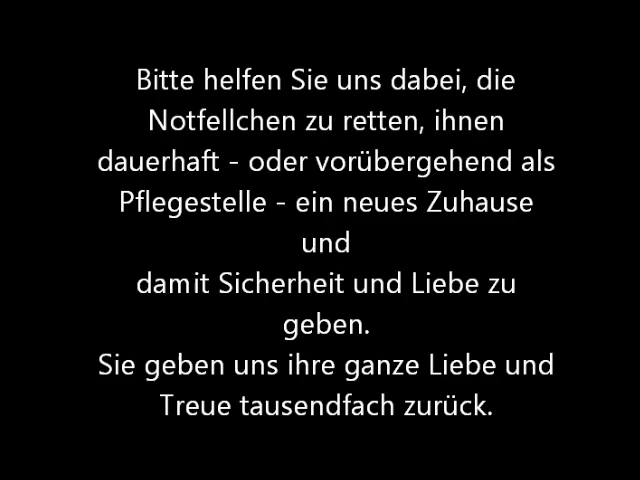 Bitte helfen Sie uns dabei, die
Notfellchen zu retten, ihnen
dauerhaft - oder vorübergehend als
Pflegestelle - ein neues Zuhause
und
damit Sicherheit und Liebe zu
geben.
Sie geben uns ihre ganze Liebe und
Treue tausendfach zurück.